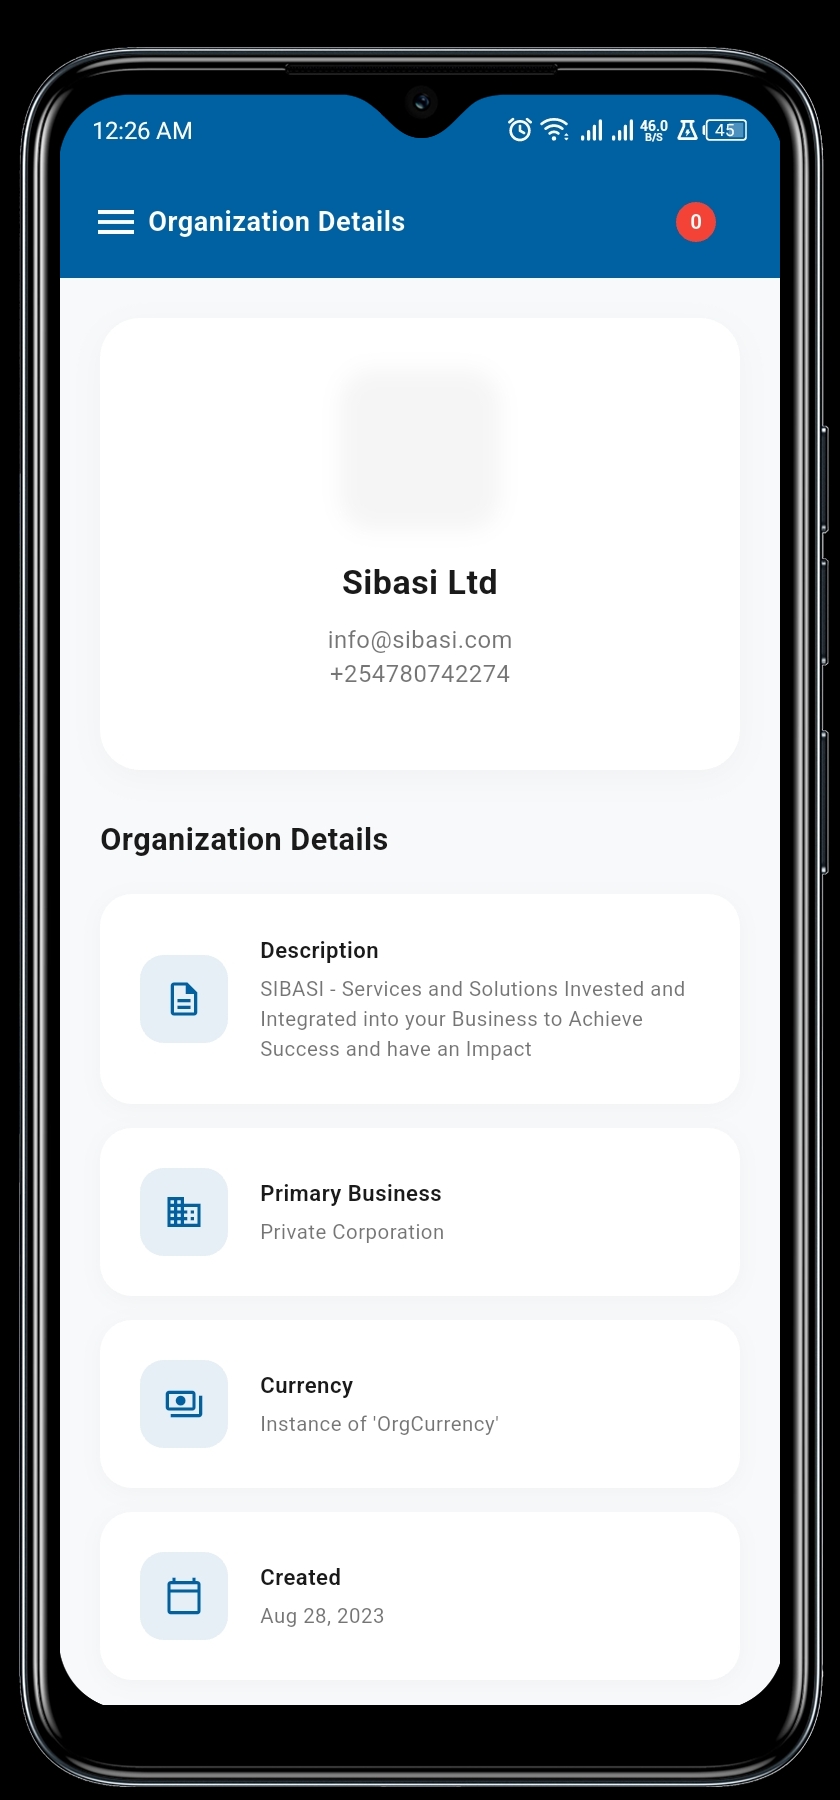 12:26 AM
46.0
B/S
45
Organization Details
0
Sibasi Ltd
info@sibasi.com
+254780742274
Organization Details
Description
SIBASI - Services and Solutions Invested and
Integrated into your Business to Achieve
Success and have an Impact
Primary Business
Private Corporation
Currency
Instance of 'OrgCurrency'
Created
Aug 28, 2023